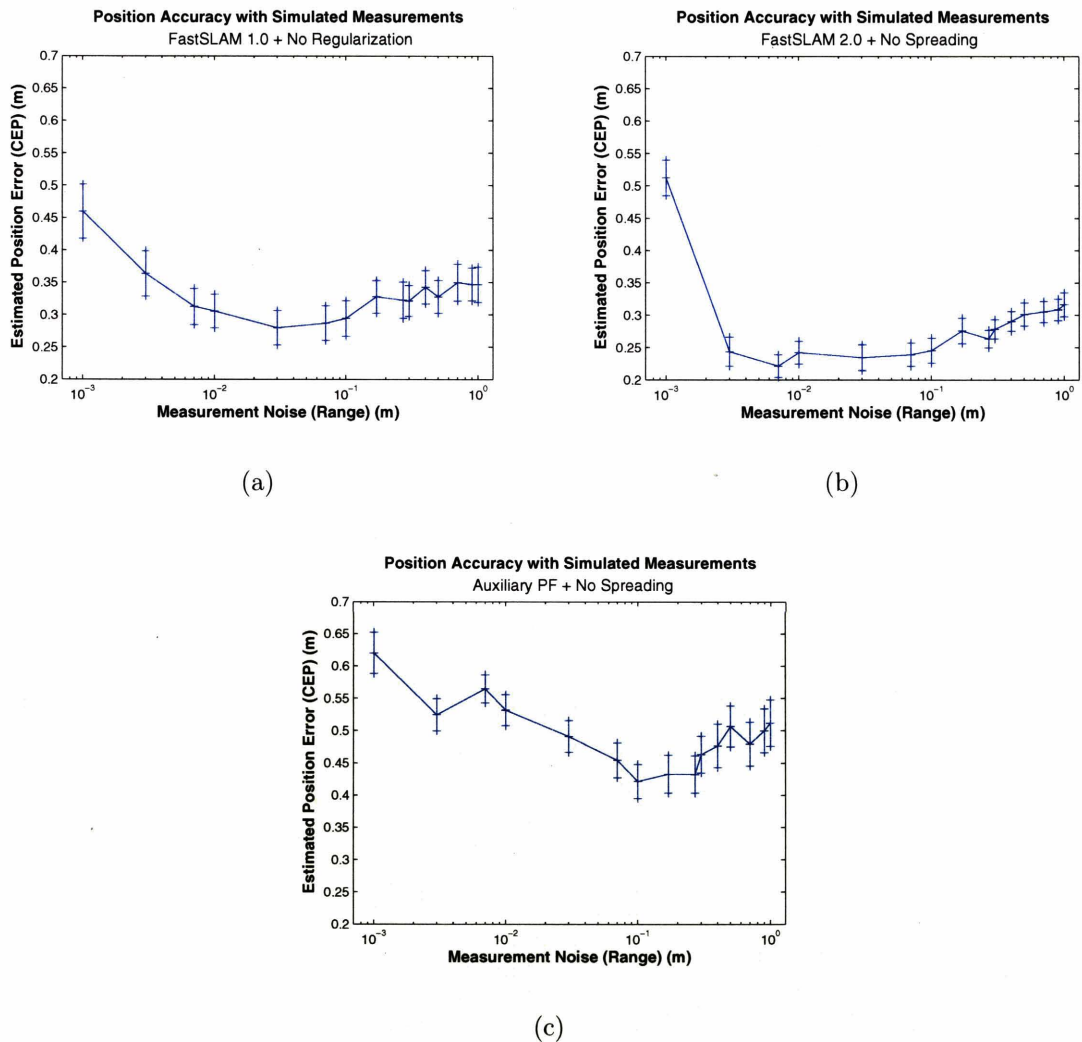 Position Accuracy with Simulated Measurements
FastSLAM 1.0 + No Regularization
0.7
0.65
0.6
0.55
0.5
0.45
0.4
0.35
0.3
0.25
0.2
Estimated Position Error (CEP) (m)
10⁻³ 10⁻² 10⁻¹ 10⁰
Measurement Noise (Range) (m)
(a)
Position Accuracy with Simulated Measurements
FastSLAM 2.0 + No Spreading
0.7
0.65
0.6
0.55
0.5
0.45
0.4
0.35
0.3
0.25
0.2
Estimated Position Error (CEP) (m)
10⁻³ 10⁻² 10⁻¹ 10⁰
Measurement Noise (Range) (m)
(b)
Position Accuracy with Simulated Measurements
Auxiliary PF + No Spreading
0.7
0.65
0.6
0.55
0.5
0.45
0.4
0.35
0.3
0.25
0.2
Estimated Position Error (CEP) (m)
10⁻³ 10⁻² 10⁻¹ 10⁰
Measurement Noise (Range) (m)
(c)